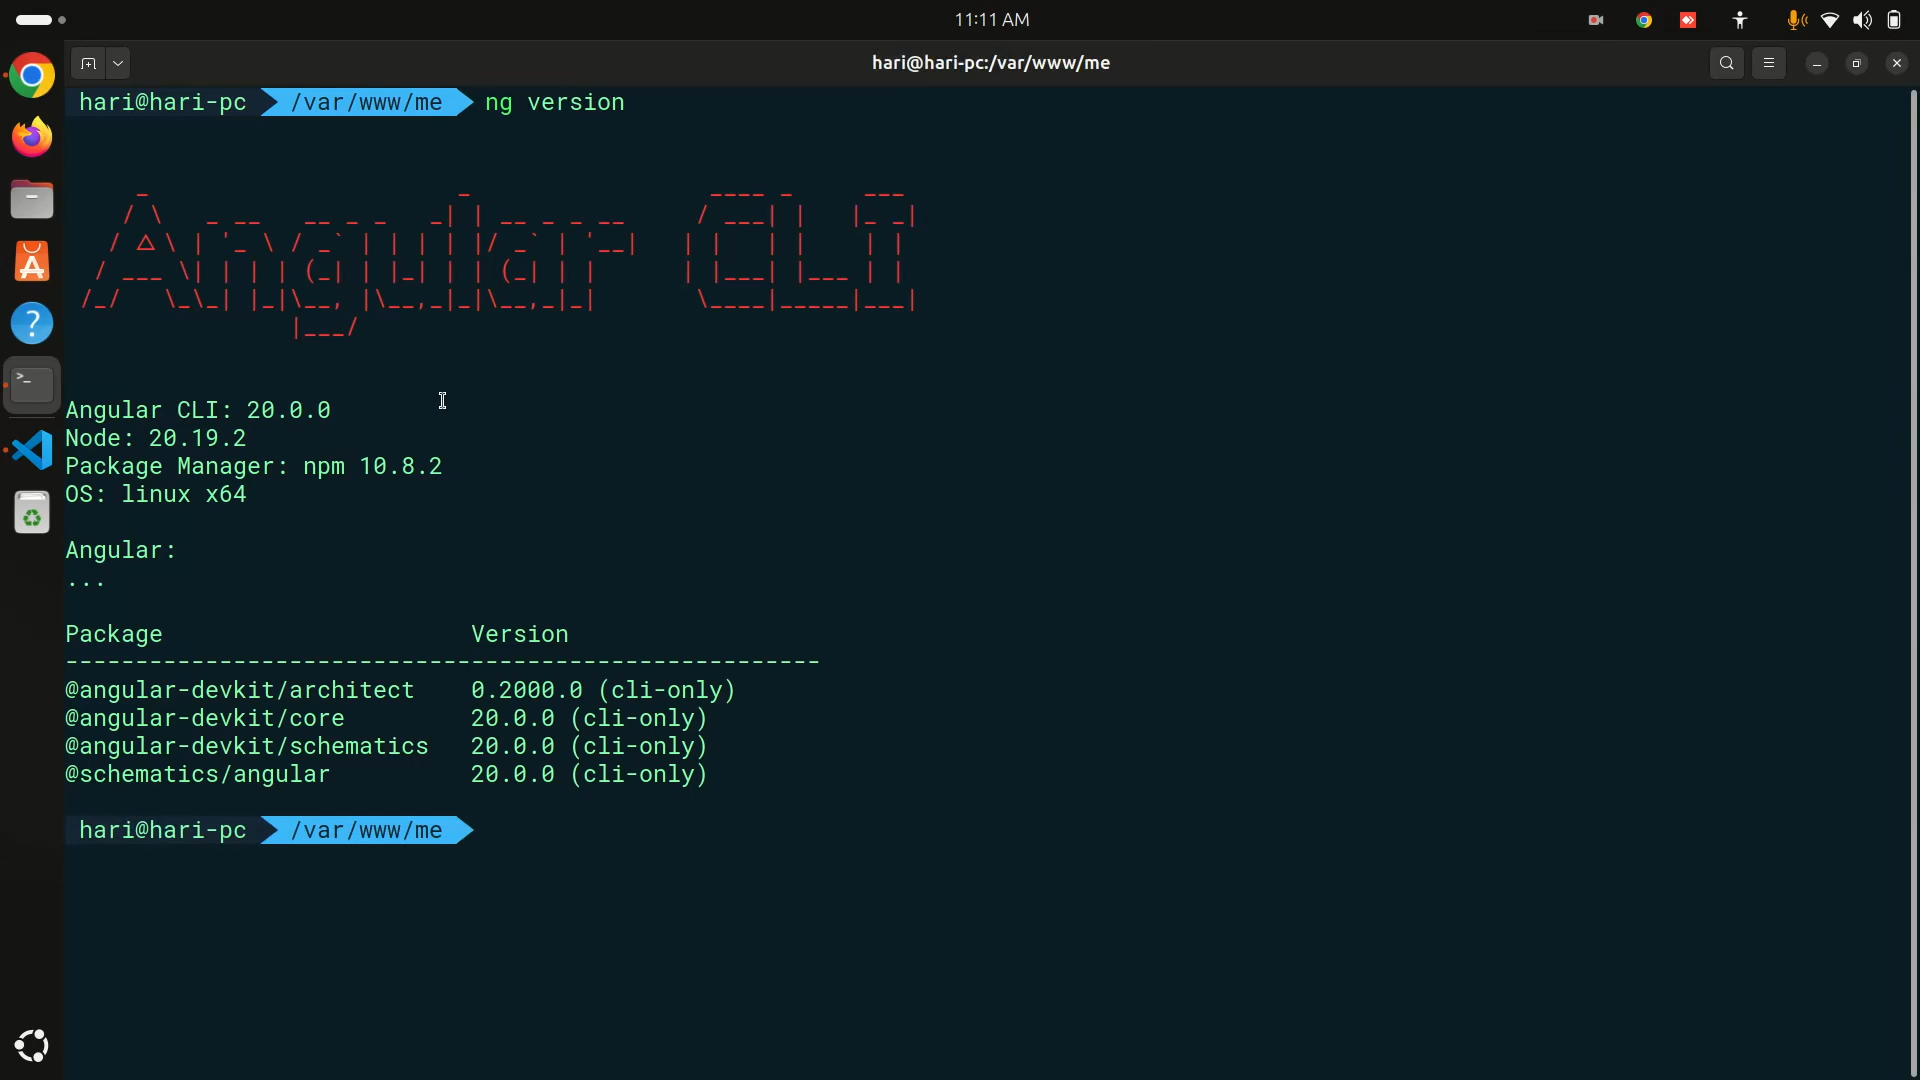 11:11 AM
hari@hari-pc:/var/www/me
hari@hari-pc /var/www/me ng version
Angular CLI
Angular CLI: 20.0.0
Node: 20.19.2
Package Manager: npm 10.8.2
OS: linux x64
Angular:
...
Package Version
------------------------------------------------------
@angular-devkit/architect 0.2000.0 (cli-only)
@angular-devkit/core 20.0.0 (cli-only)
@angular-devkit/schematics 20.0.0 (cli-only)
@schematics/angular 20.0.0 (cli-only)
hari@hari-pc /var/www/me